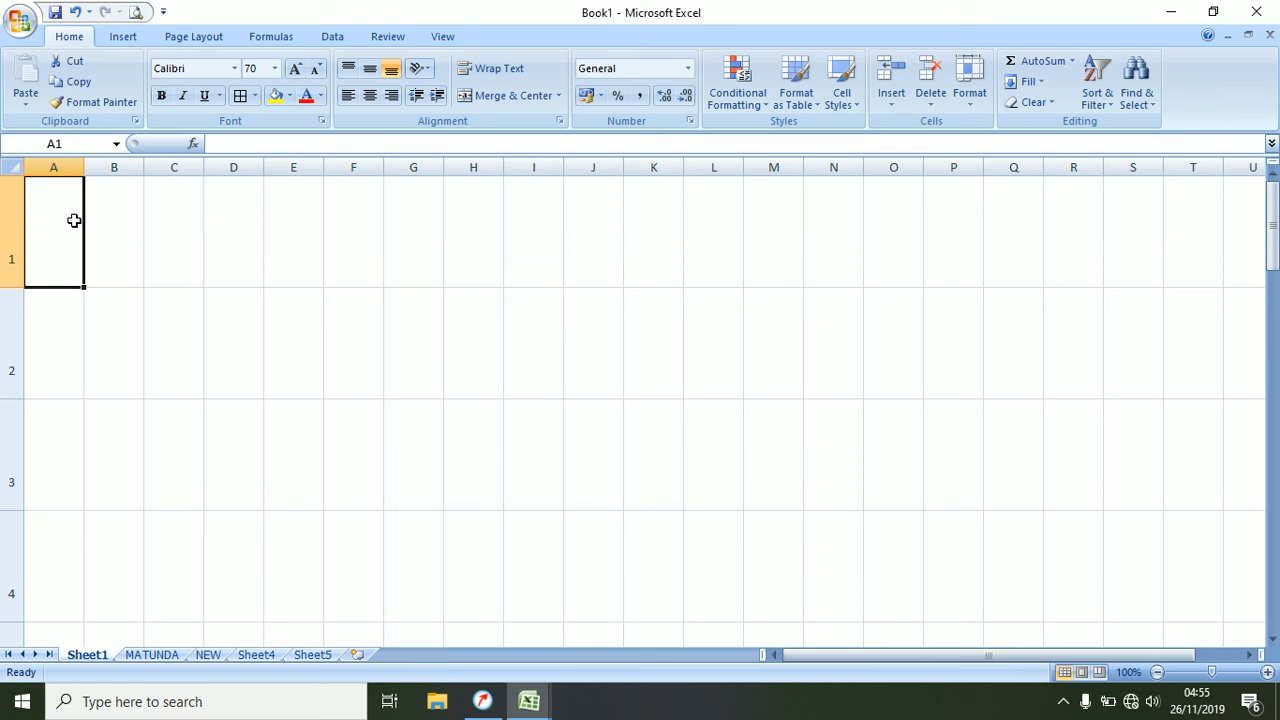 Book1 - Microsoft Excel
Home Insert Page Layout Formulas Data Review View
Paste
Cut
Copy
Format Painter
Clipboard
Calibri 70
B I U
Font
Wrap Text
Merge & Center
Alignment
General
% ,
Number
Conditional Formatting
Format as Table
Cell Styles
Styles
Insert
Delete
Format
Cells
Σ AutoSum
Fill
Clear
Sort & Filter
Find & Select
Editing
A1 fx
A B C D E F G H I J K L M N O P Q R S T U
1
2
3
4
Sheet1 MATUNDA NEW Sheet4 Sheet5
Ready 100%
Type here to search
04:55
26/11/2019
6